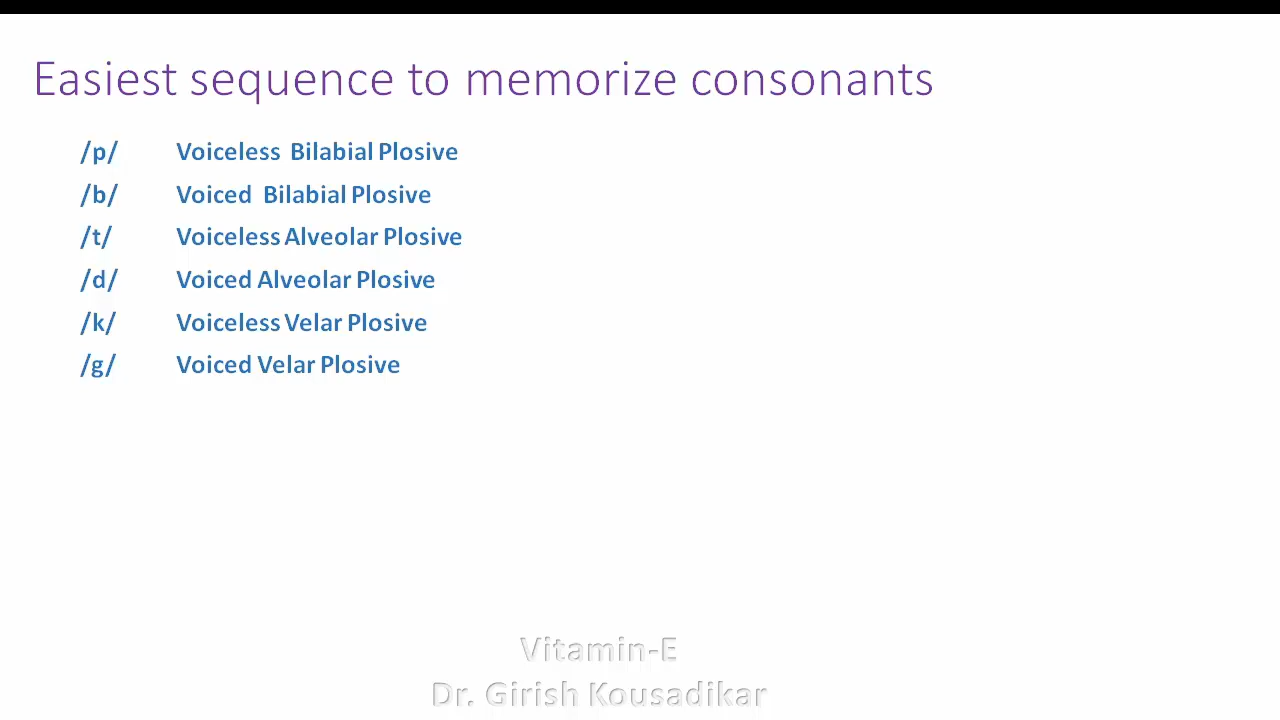 Easiest sequence to memorize consonants
/p/ Voiceless Bilabial Plosive
/b/ Voiced Bilabial Plosive
/t/ Voiceless Alveolar Plosive
/d/ Voiced Alveolar Plosive
/k/ Voiceless Velar Plosive
/g/ Voiced Velar Plosive
Vitamin-E
Dr. Girish Kousadikar